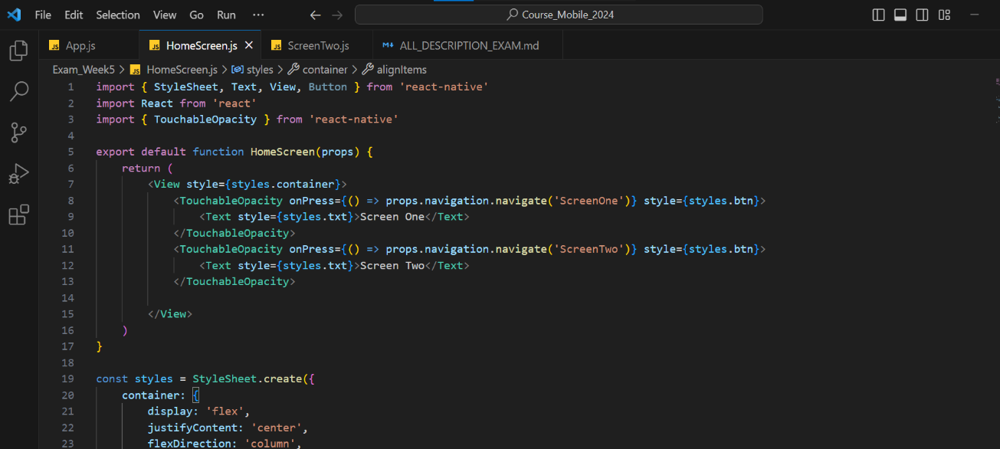 File Edit Selection View Go Run ··· Course_Mobile_2024
JS App.js JS HomeScreen.js JS ScreenTwo.js M↓ ALL_DESCRIPTION_EXAM.md
Exam_Week5 > JS HomeScreen.js > styles > container > alignItems
1 import { StyleSheet, Text, View, Button } from 'react-native'
2 import React from 'react'
3 import { TouchableOpacity } from 'react-native'
4
5 export default function HomeScreen(props) {
6     return (
7         <View style={styles.container}>
8             <TouchableOpacity onPress={() => props.navigation.navigate('ScreenOne')} style={styles.btn}>
9                 <Text style={styles.txt}>Screen One</Text>
10             </TouchableOpacity>
11             <TouchableOpacity onPress={() => props.navigation.navigate('ScreenTwo')} style={styles.btn}>
12                 <Text style={styles.txt}>Screen Two</Text>
13             </TouchableOpacity>
14
15         </View>
16     )
17 }
18
19 const styles = StyleSheet.create({
20     container: {
21         display: 'flex',
22         justifyContent: 'center',
23         flexDirection: 'column',